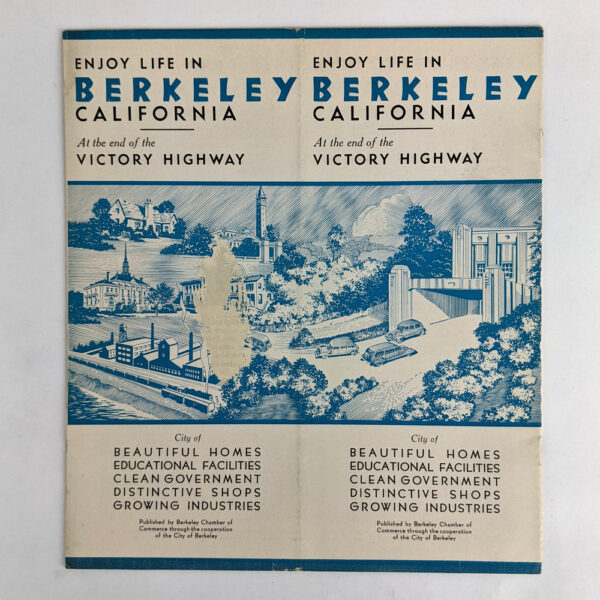 ENJOY LIFE IN
BERKELEY
CALIFORNIA
At the end of the
VICTORY HIGHWAY
City of
BEAUTIFUL HOMES
EDUCATIONAL FACILITIES
CLEAN GOVERNMENT
DISTINCTIVE SHOPS
GROWING INDUSTRIES
Published by Berkeley Chamber of
Commerce through the cooperation
of the City of Berkeley
ENJOY LIFE IN
BERKELEY
CALIFORNIA
At the end of the
VICTORY HIGHWAY
City of
BEAUTIFUL HOMES
EDUCATIONAL FACILITIES
CLEAN GOVERNMENT
DISTINCTIVE SHOPS
GROWING INDUSTRIES
Published by Berkeley Chamber of
Commerce through the cooperation
of the City of Berkeley